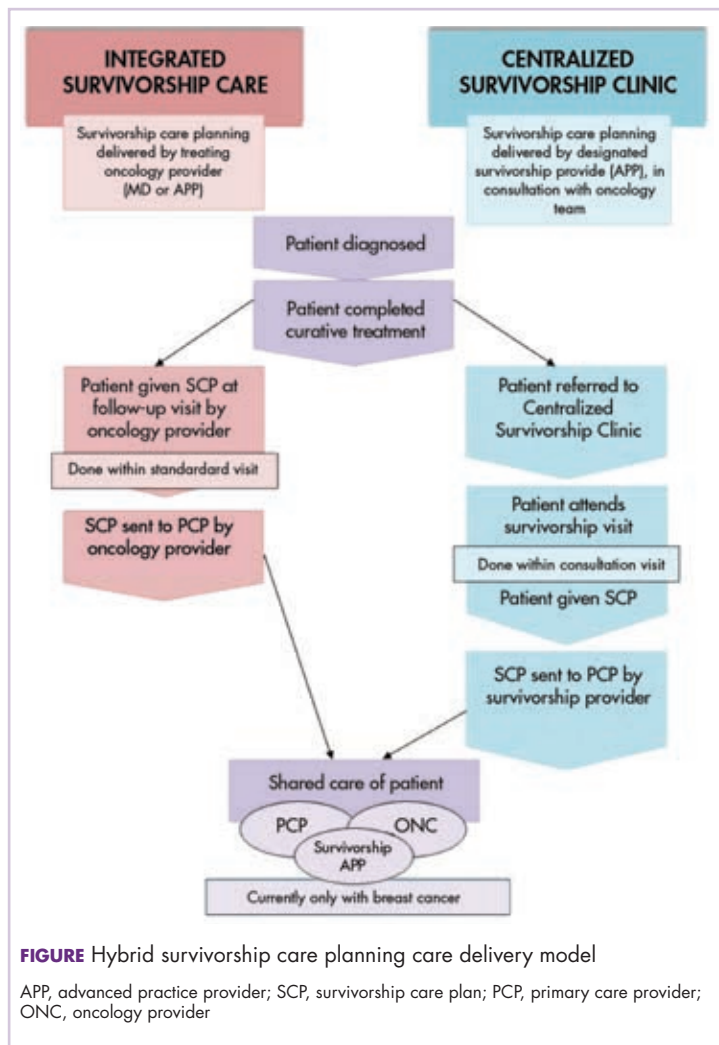 INTEGRATED
SURVIVORSHIP CARE
Survivorship care planning
delivered by treating
oncology provider
(MD or APP)
CENTRALIZED
SURVIVORSHIP CLINIC
Survivorship care planning
delivered by designated
survivorship provide (APP), in
consultation with oncology
team
Patient diagnosed
Patient completed
curative treatment
Patient given SCP at
follow-up visit by
oncology provider
Done within standardard visit
SCP sent to PCP by
oncology provider
Patient referred to
Centralized
Survivorship Clinic
Patient attends
survivorship visit
Done within consultation visit
Patient given SCP
SCP sent to PCP by
survivorship provider
Shared care of patient
PCP
ONC
Survivorship
APP
Currently only with breast cancer
FIGURE Hybrid survivorship care planning care delivery model
APP, advanced practice provider; SCP, survivorship care plan; PCP, primary care provider;
ONC, oncology provider